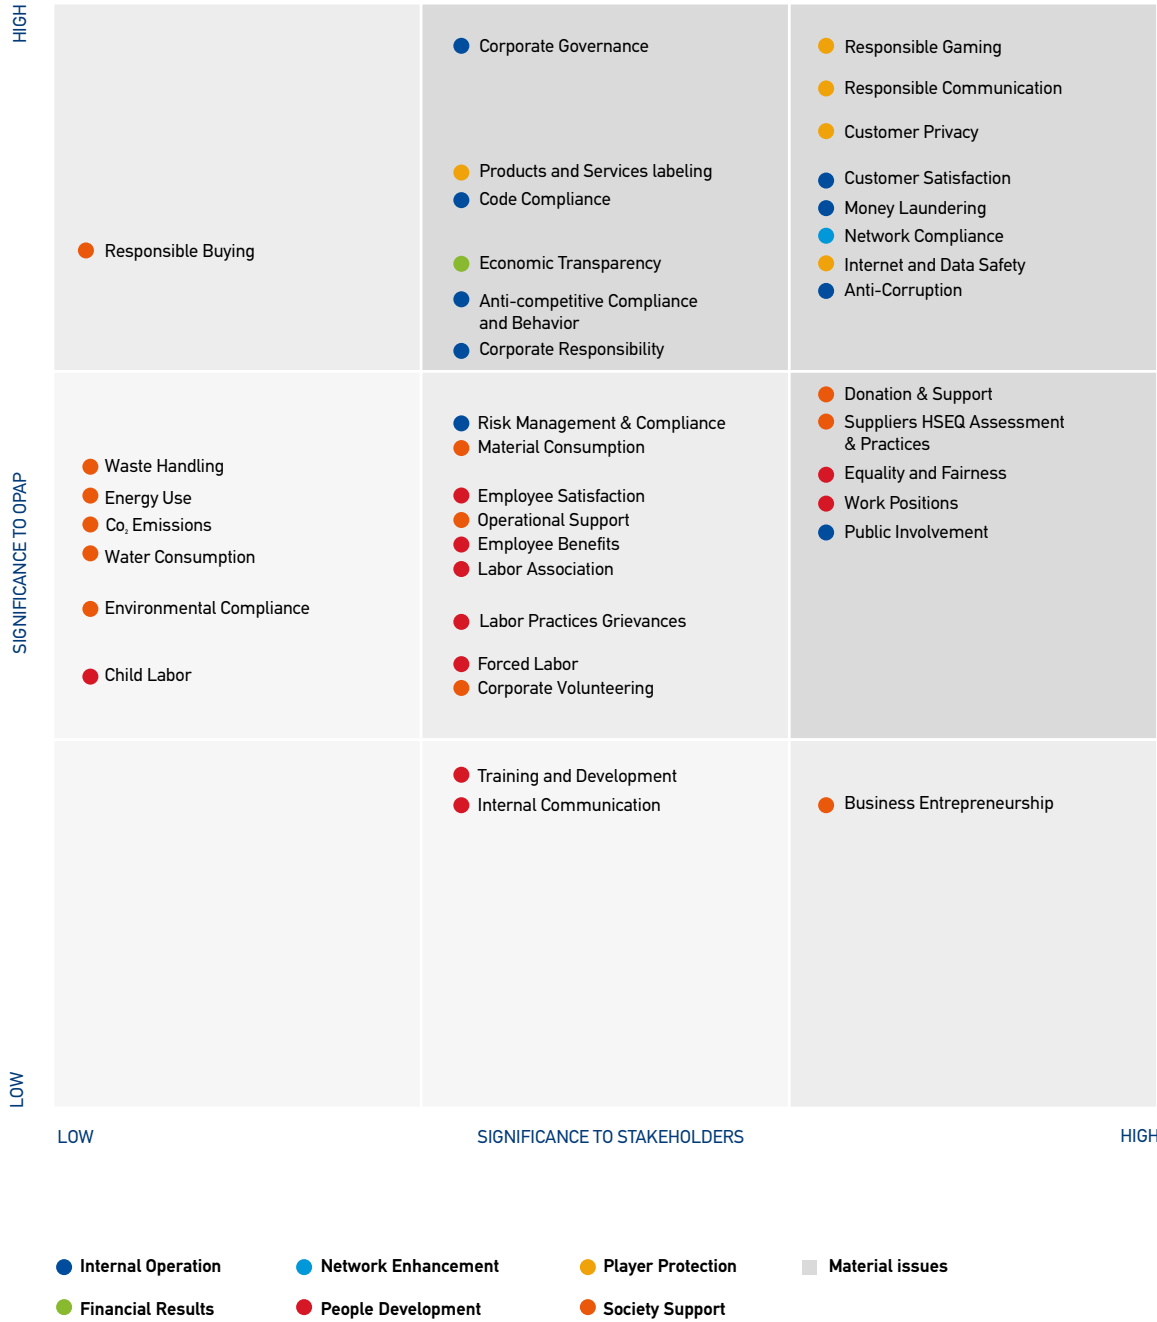 HIGH
Corporate Governance
Responsible Gaming
Responsible Communication
Customer Privacy
Products and Services labeling
Code Compliance
Customer Satisfaction
Money Laundering
Network Compliance
Internet and Data Safety
Anti-Corruption
Responsible Buying
Economic Transparency
Anti-competitive Compliance
and Behavior
Corporate Responsibility
SIGNIFICANCE TO OPAP
Waste Handling
Energy Use
Co₂ Emissions
Water Consumption
Environmental Compliance
Child Labor
Risk Management & Compliance
Material Consumption
Employee Satisfaction
Operational Support
Employee Benefits
Labor Association
Labor Practices Grievances
Forced Labor
Corporate Volunteering
Donation & Support
Suppliers HSEQ Assessment
& Practices
Equality and Fairness
Work Positions
Public Involvement
Training and Development
Internal Communication
Business Entrepreneurship
LOW
LOW
SIGNIFICANCE TO STAKEHOLDERS
HIGH
Internal Operation
Network Enhancement
Player Protection
Material issues
Financial Results
People Development
Society Support